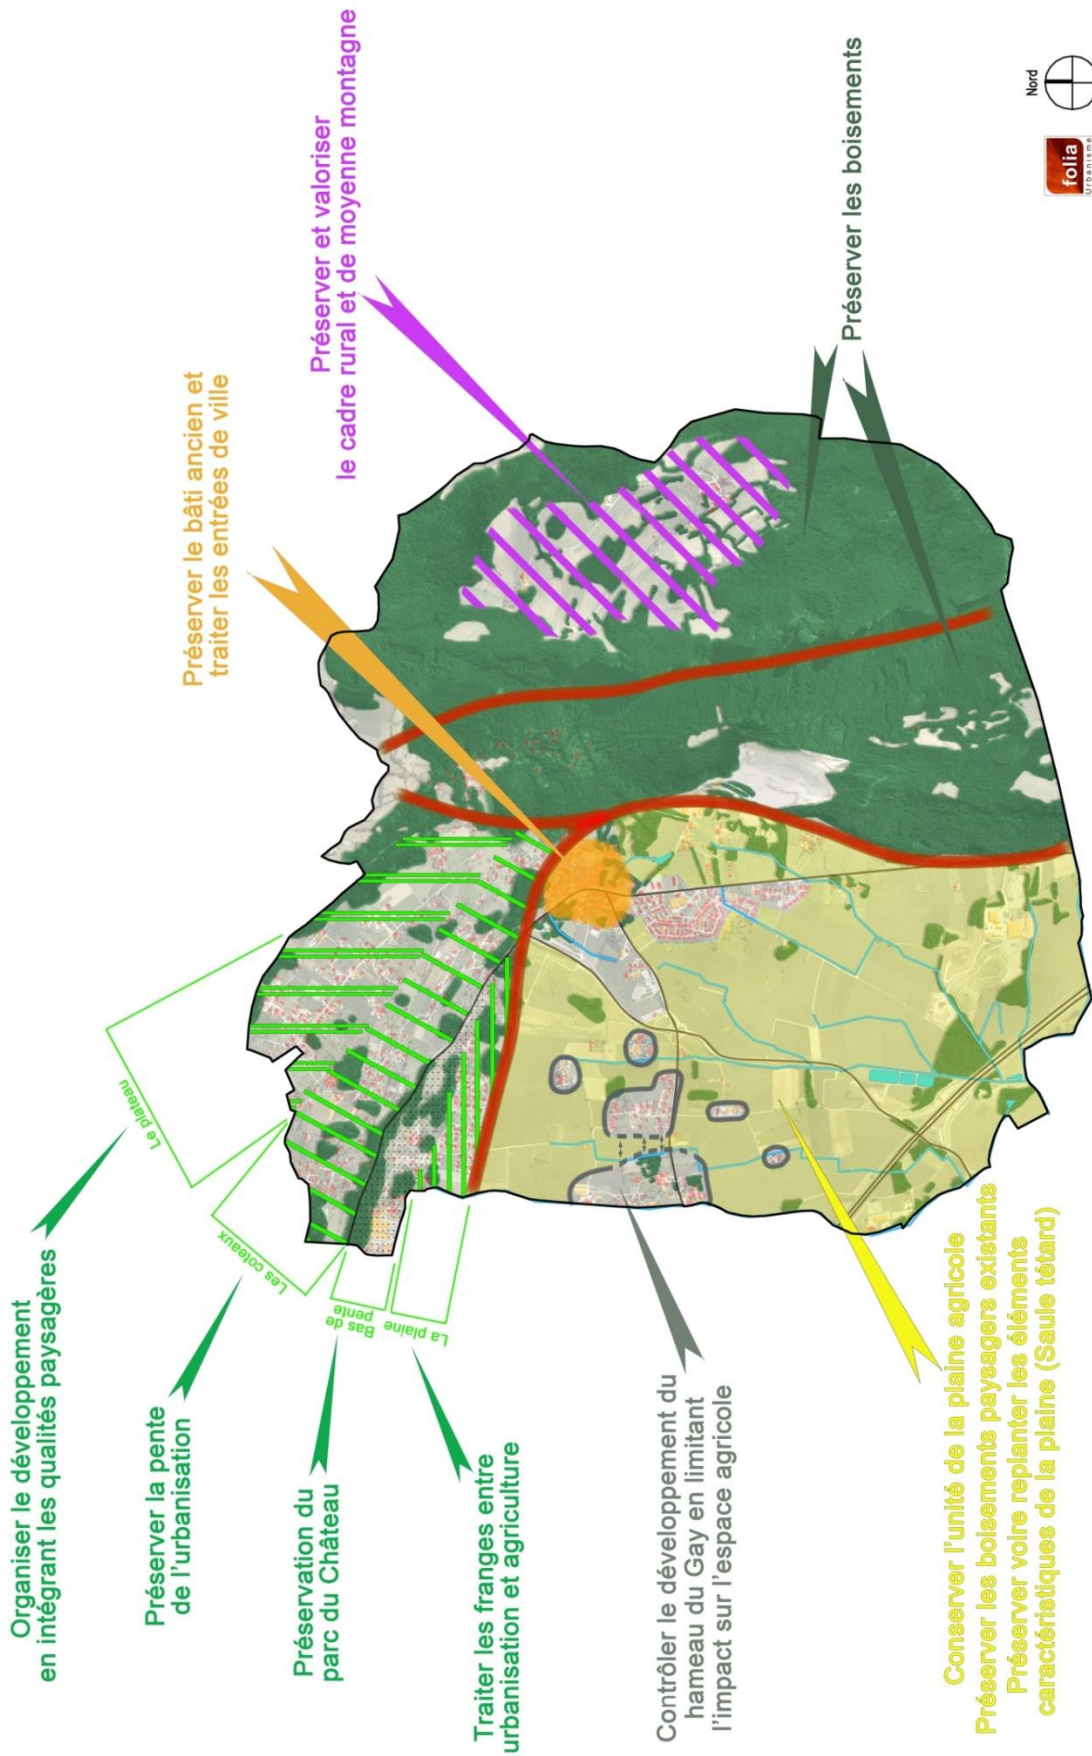 Organiser le développement
en intégrant les qualités paysagères
Préserver la pente
de l'urbanisation
Préservation du
parc du Château
Traiter les franges entre
urbanisation et agriculture
Contrôler le développement du
hameau du Gay en limitant
l'impact sur l'espace agricole
Conserver l'unité de la plaine agricole
Préserver les boisements paysagers existants
Préserver voire replanter les éléments
caractéristiques de la plaine (Saule têtard)
Le plateau
Les coteaux
Bas de
pente
La plaine
Préserver le bâti ancien et
traiter les entrées de ville
Préserver et valoriser
le cadre rural et de moyenne montagne
Préserver les boisements
folia
Urbanisme
Nord